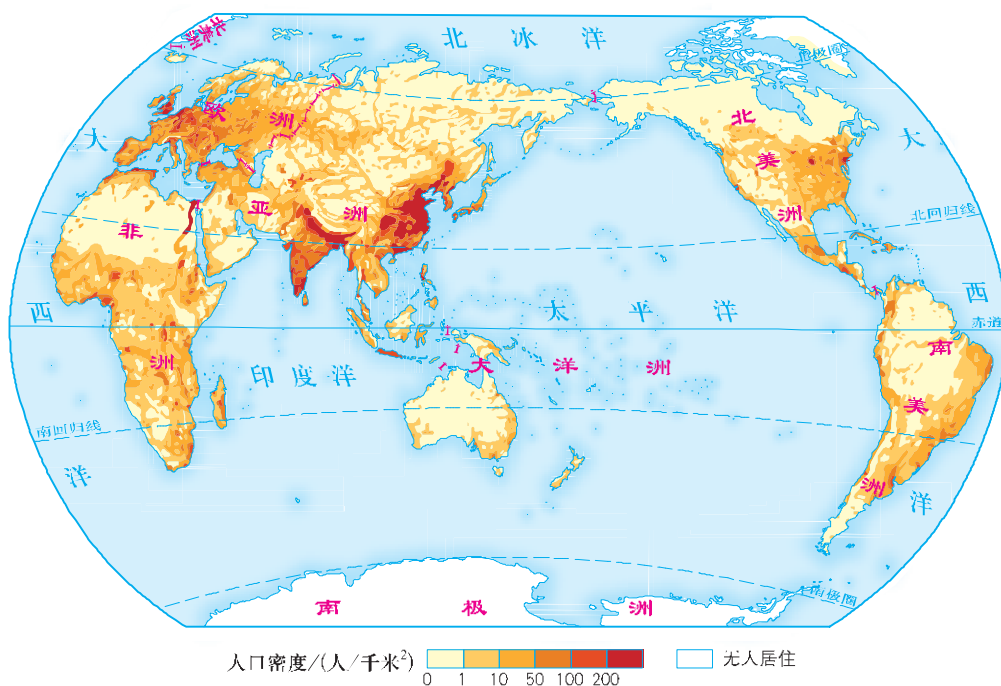 北冰洋
北美洲
北极圈
欧洲
大
北
大
美
亚洲
洲
非
北回归线
西
太平洋
西
赤道
洲
印度洋
大洋洲
南
美
南回归线
洲
洋
洋
南极圈
南极洲
人口密度/(人/千米²)
0 1 10 50 100 200
无人居住